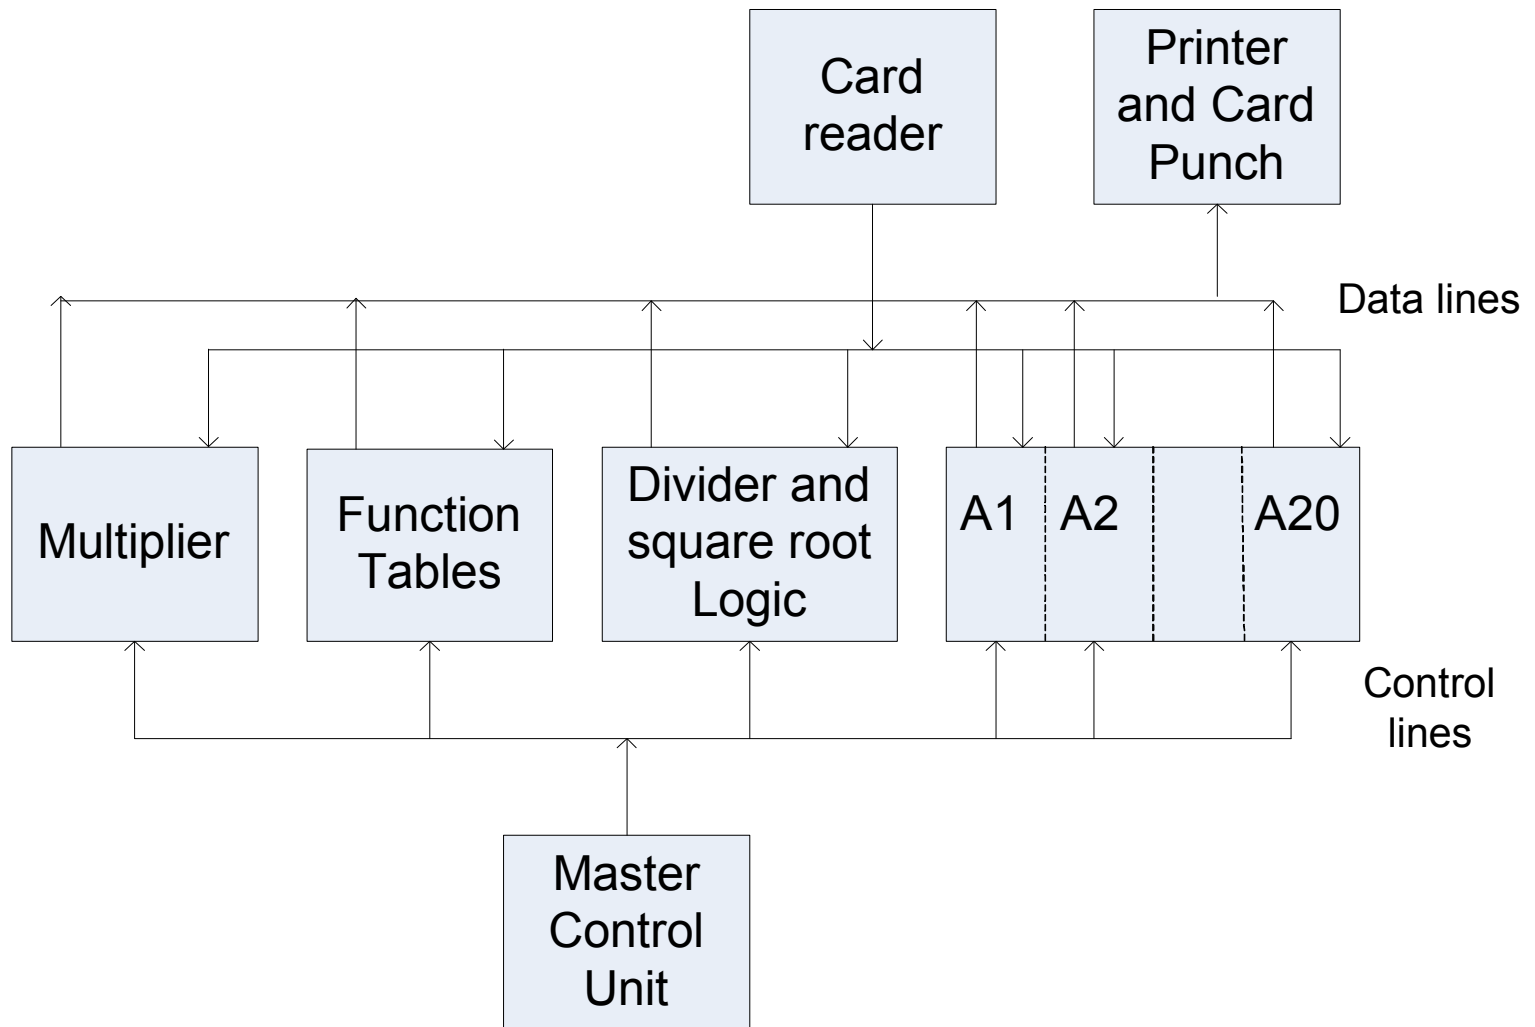 Card
reader
Printer
and Card
Punch
Data lines
Multiplier
Function
Tables
Divider and
square root
Logic
A1
A2
A20
Control
lines
Master
Control
Unit